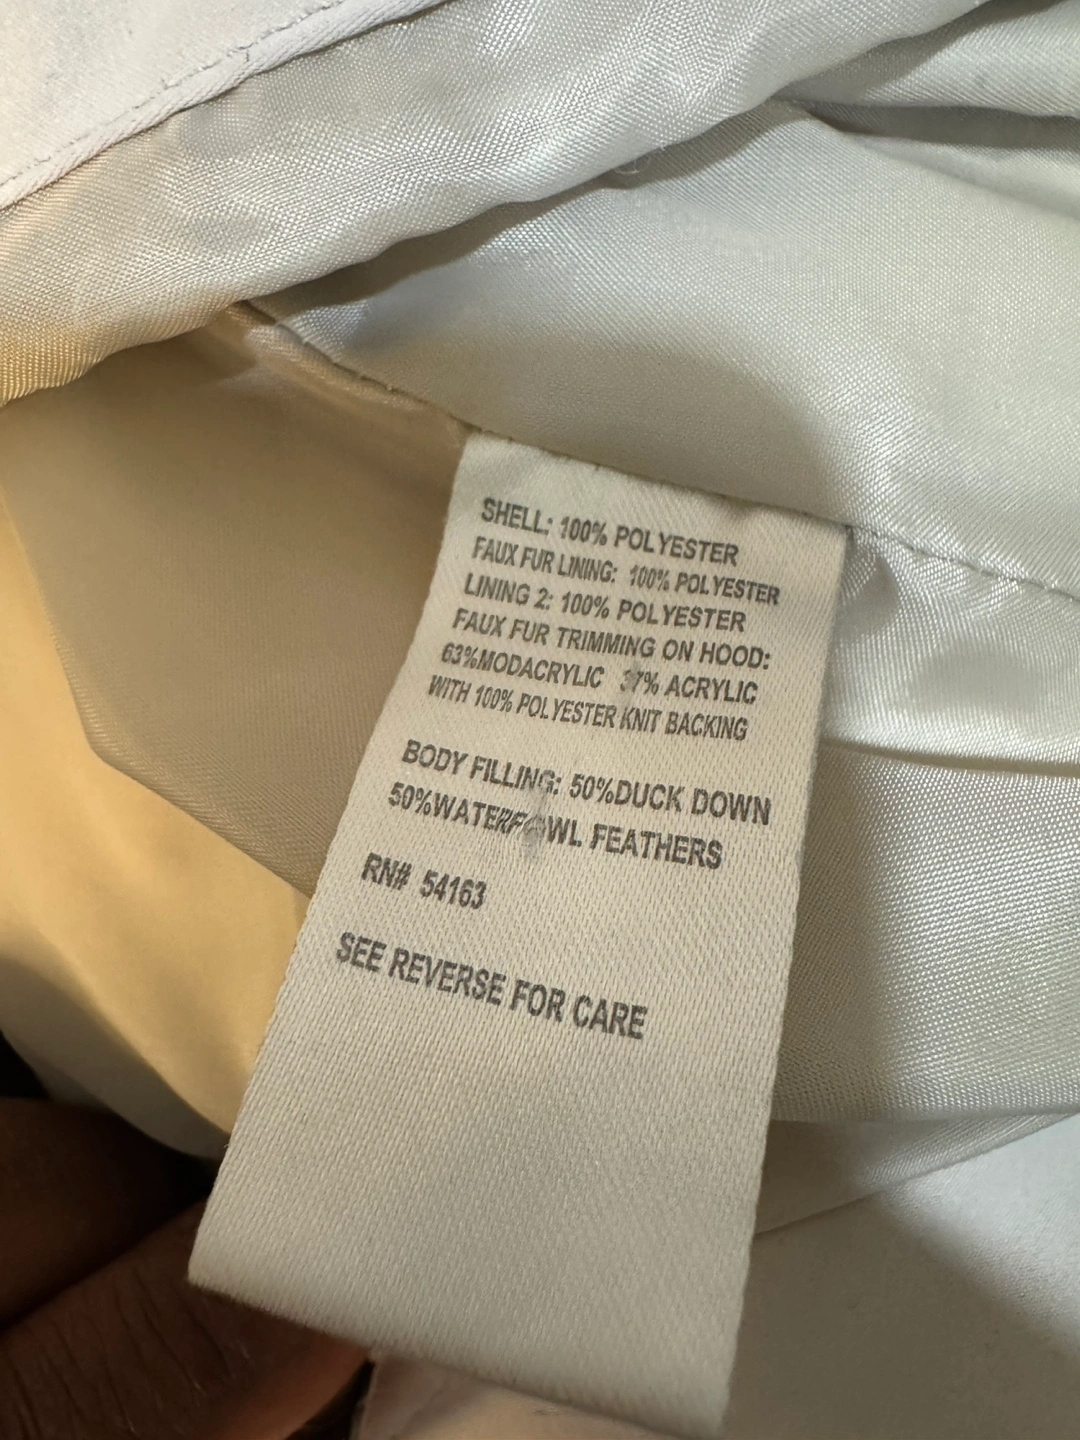 SHELL: 100% POLYESTER
FAUX FUR LINING: 100% POLYESTER
LINING 2: 100% POLYESTER
FAUX FUR TRIMMING ON HOOD:
63%MODACRYLIC 37% ACRYLIC
WITH 100% POLYESTER KNIT BACKING
BODY FILLING: 50%DUCK DOWN
50%WATERFOWL FEATHERS
RN# 54163
SEE REVERSE FOR CARE